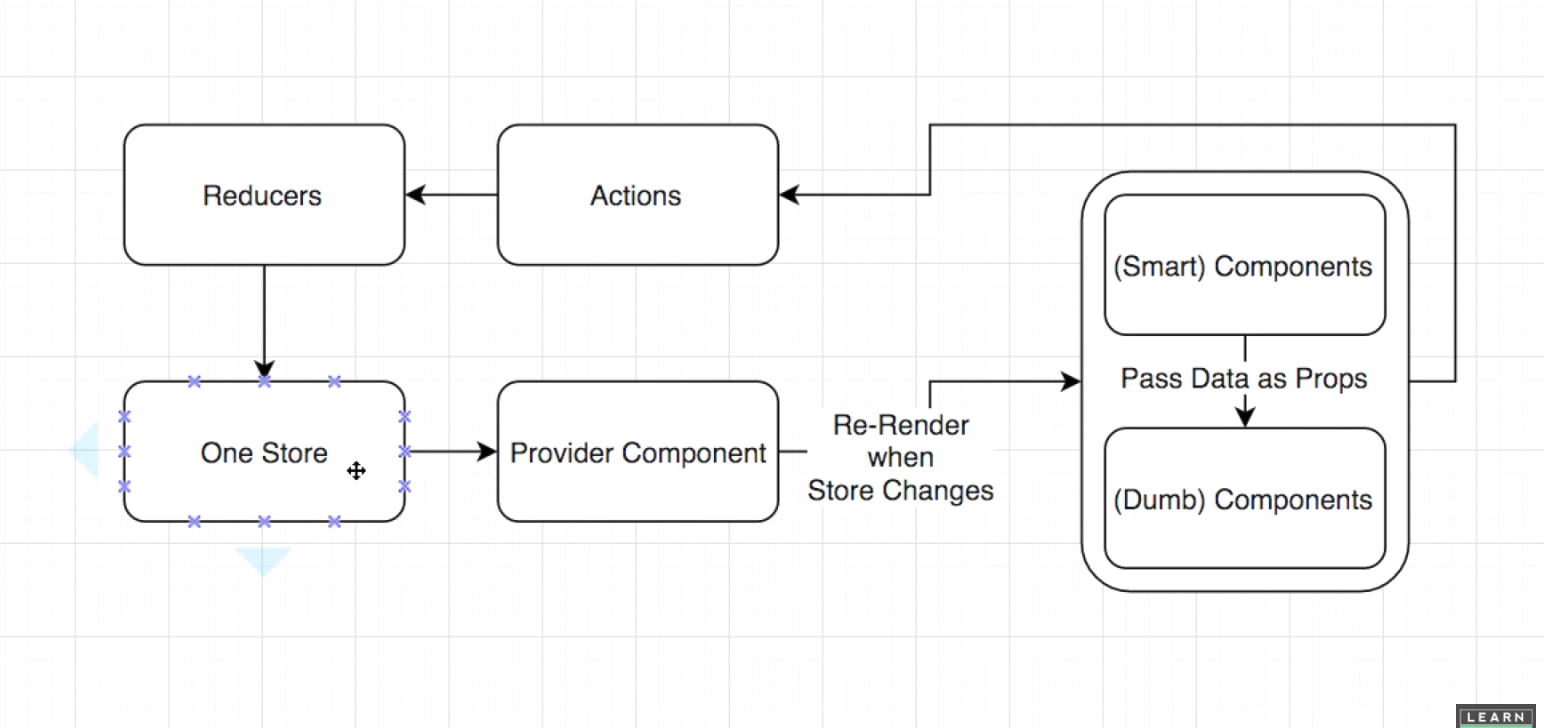 Reducers
Actions
(Smart) Components
Pass Data as Props
One Store
Provider Component
Re-Render
when
Store Changes
(Dumb) Components
LEARN